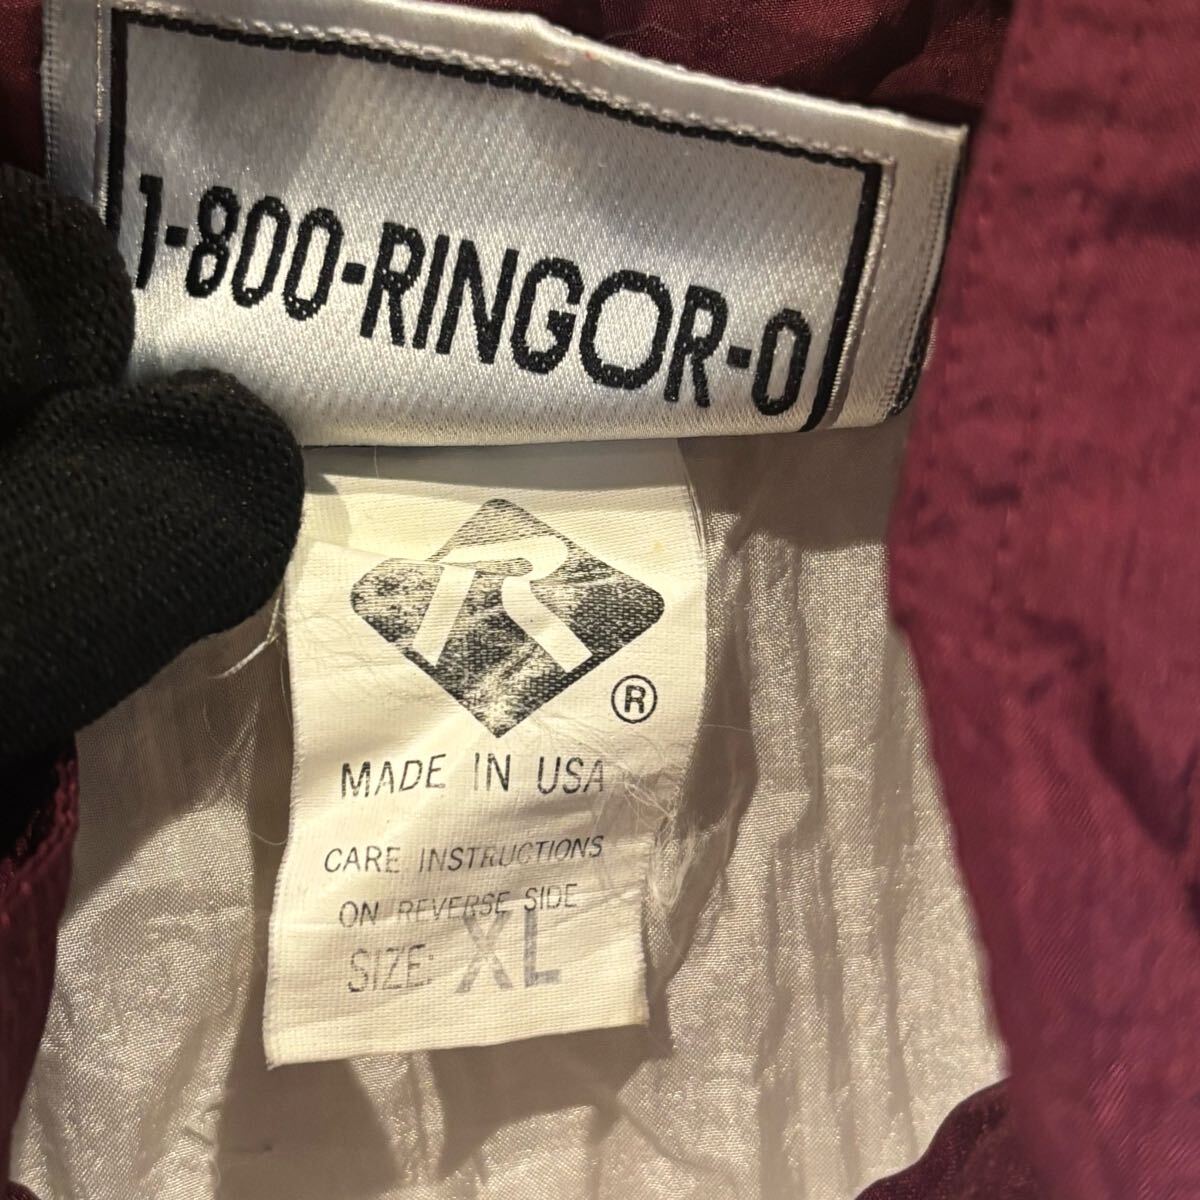 1-800-RINGOR-0
R
®
MADE IN USA
CARE INSTRUCTIONS
ON REVERSE SIDE
SIZE: XL